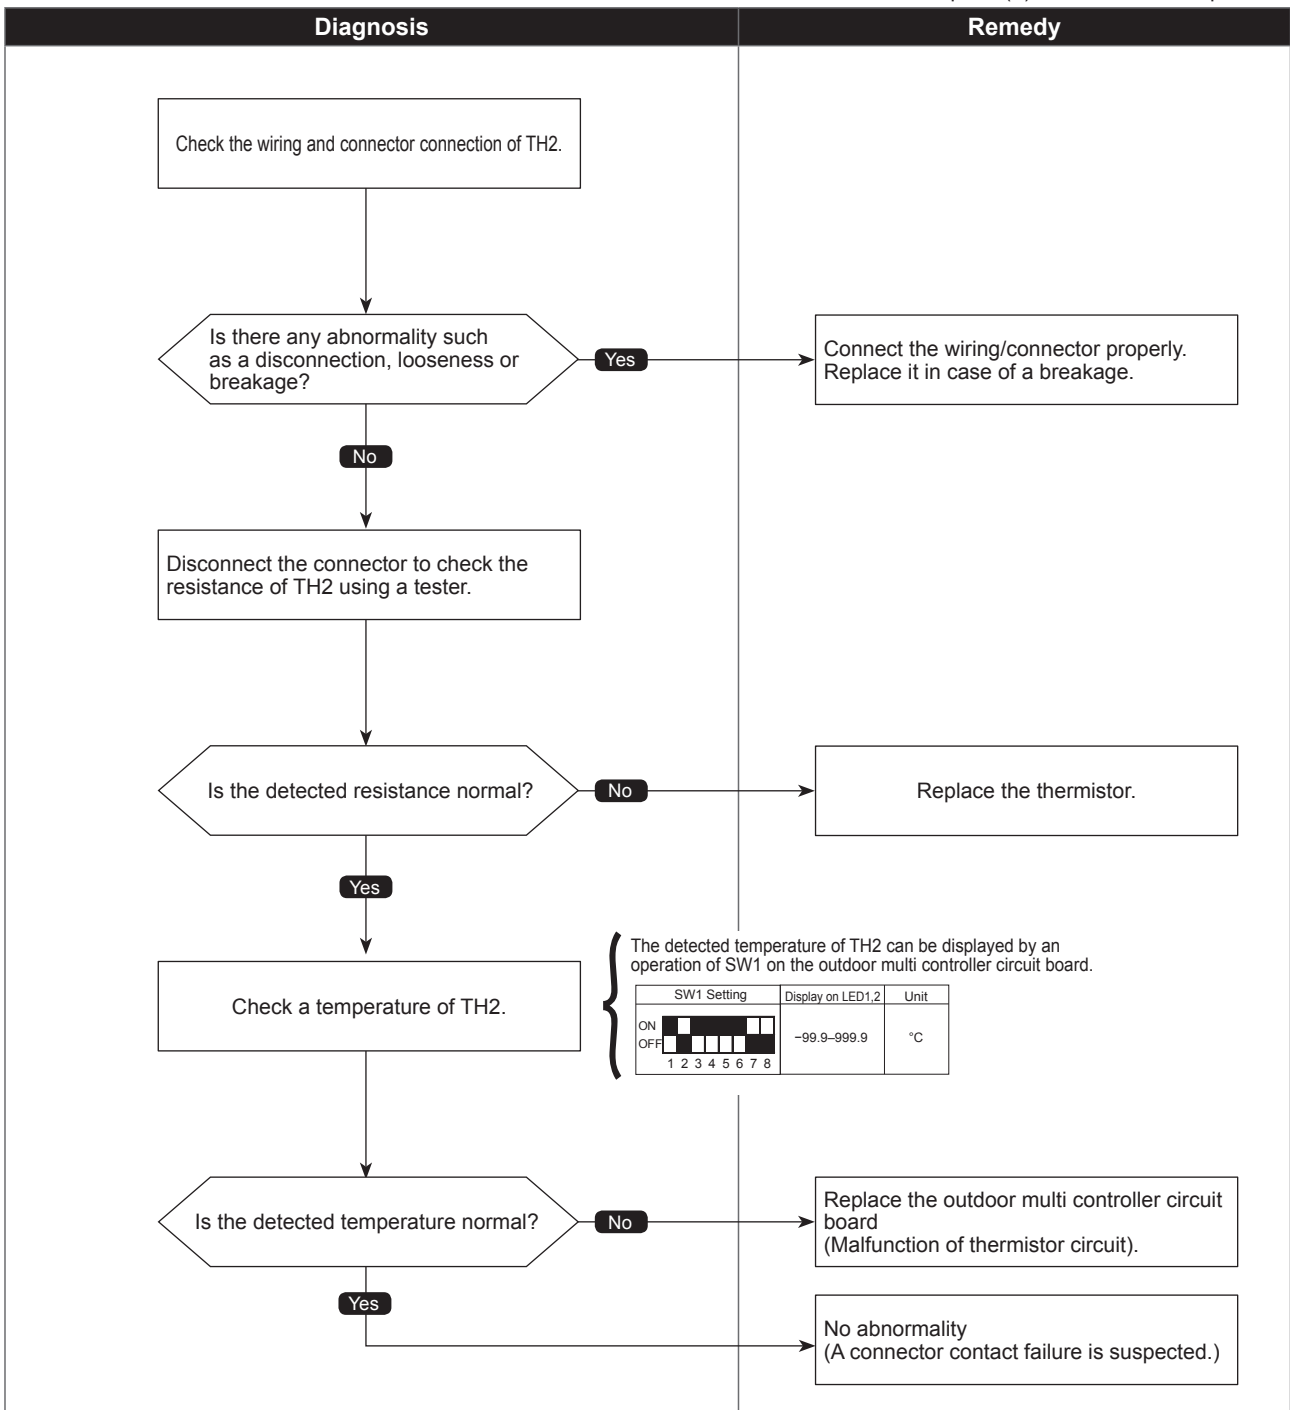 Diagnosis
Remedy
Check the wiring and connector connection of TH2.
Is there any abnormality such
as a disconnection, looseness or
breakage?
Yes
Connect the wiring/connector properly.
Replace it in case of a breakage.
No
Disconnect the connector to check the
resistance of TH2 using a tester.
Is the detected resistance normal?
No
Replace the thermistor.
Yes
Check a temperature of TH2.
The detected temperature of TH2 can be displayed by an
operation of SW1 on the outdoor multi controller circuit board.
SW1 Setting
Display on LED1,2
Unit
ON
OFF
1 2 3 4 5 6 7 8
−99.9–999.9
°C
Is the detected temperature normal?
No
Replace the outdoor multi controller circuit
board
(Malfunction of thermistor circuit).
Yes
No abnormality
(A connector contact failure is suspected.)